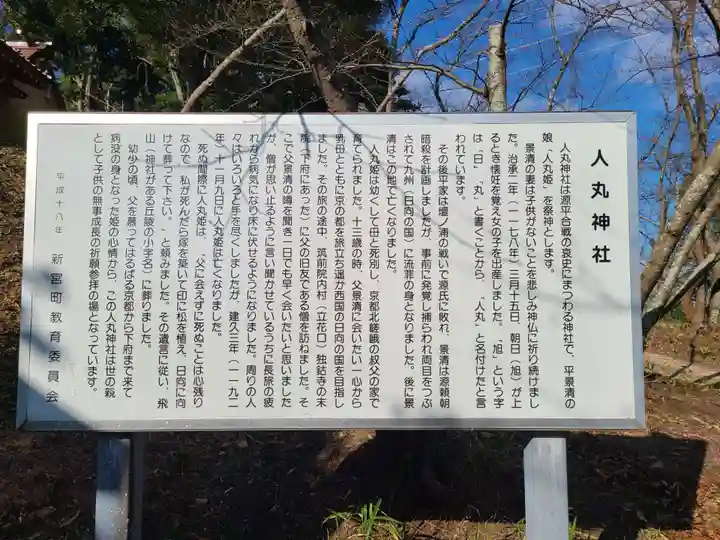 人丸神社
人丸神社は源平合戦の哀史にまつわる神社で、平景清の
娘「人丸姫」を祭神とします。
景清の妻は子供がないことを悲しみ神仏に祈り続けまし
た。治承二年（一一七八年）三月十五日、朝日（旭）が上
るとき懐妊を覚え女の子を出産しました。「旭」という字
は「日」、「丸」と書くことから、「人丸」と名付けたと言
われています。
その後平家は壇ノ浦の戦いで源氏に敗れ、景清は源頼朝
暗殺を計画しましたが、事前に発覚し捕らわれ両目をつぶ
されて九州（日向の国）に流罪の身となりました。後に景
清はこの地で亡くなりました。
人丸姫は幼くして母と死別し、京都北嵯峨の叔父の家で
育てられました。十三歳の時、父景清に会いたい一心から
乳母とともに京の都を旅立ち遥か西国の日向の国を目指し
ました。その旅の途中、筑前院内村（立花口）独鈷寺の末
院（下府にあった）に父の旧友である僧を訪ねました。そ
こで父景清の噂を聞き一日でも早く会いたいと思いました
が、僧が思い止るように言い聞かせているうちに長旅の疲
れから病気になり床に伏せるようになりました。周りの人
々はいろいろと手を尽くしましたが、建久三年（一一九二
年）十一月九日に人丸姫は亡くなりました。
死ぬ間際に人丸姫は、「父に会えずに死ぬことは心残り
なので、私が死んだら塚を築いて印に松を植え、日向に向
けて葬って下さい。」と頼みました。その遺言に従い、飛
山（神社がある丘陵の小字名）に葬りました。
幼少の頃、父を慕ってはるばる京都から下府まで来て
病没の身となった姫の心情から、この人丸神社は世の親
として子供の無事成長の祈願参拝の場となっています。
平成十八年　新宮町教育委員会